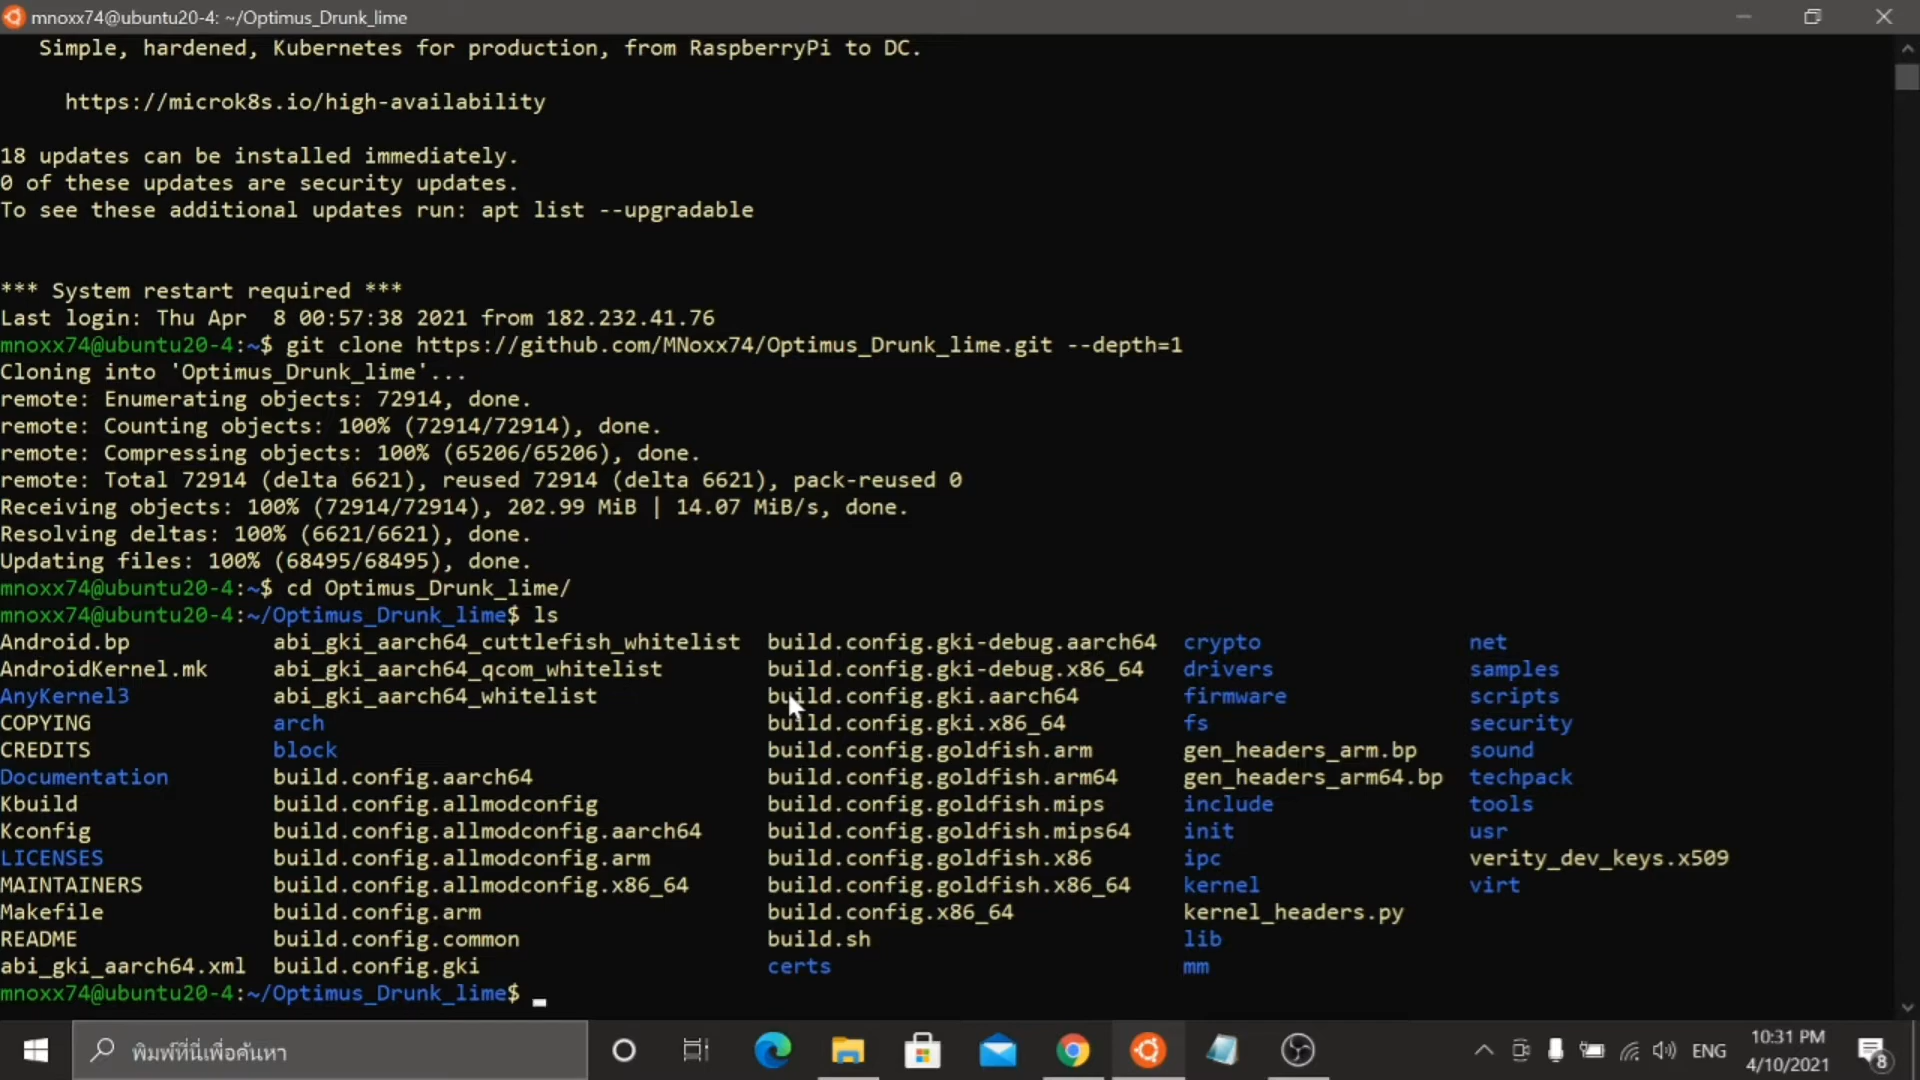 mnoxx74@ubuntu20-4: ~/Optimus_Drunk_lime
Simple, hardened, Kubernetes for production, from RaspberryPi to DC.
https://microk8s.io/high-availability
18 updates can be installed immediately.
0 of these updates are security updates.
To see these additional updates run: apt list --upgradable
*** System restart required ***
Last login: Thu Apr  8 00:57:38 2021 from 182.232.41.76
mnoxx74@ubuntu20-4:~$ git clone https://github.com/MNoxx74/Optimus_Drunk_lime.git --depth=1
Cloning into 'Optimus_Drunk_lime'...
remote: Enumerating objects: 72914, done.
remote: Counting objects: 100% (72914/72914), done.
remote: Compressing objects: 100% (65206/65206), done.
remote: Total 72914 (delta 6621), reused 72914 (delta 6621), pack-reused 0
Receiving objects: 100% (72914/72914), 202.99 MiB | 14.07 MiB/s, done.
Resolving deltas: 100% (6621/6621), done.
Updating files: 100% (68495/68495), done.
mnoxx74@ubuntu20-4:~$ cd Optimus_Drunk_lime/
mnoxx74@ubuntu20-4:~/Optimus_Drunk_lime$ ls
Android.bp abi_gki_aarch64_cuttlefish_whitelist build.config.gki-debug.aarch64 crypto net
AndroidKernel.mk abi_gki_aarch64_qcom_whitelist build.config.gki-debug.x86_64 drivers samples
AnyKernel3 abi_gki_aarch64_whitelist build.config.gki.aarch64 firmware scripts
COPYING arch build.config.gki.x86_64 fs security
CREDITS block build.config.goldfish.arm gen_headers_arm.bp sound
Documentation build.config.aarch64 build.config.goldfish.arm64 gen_headers_arm64.bp techpack
Kbuild build.config.allmodconfig build.config.goldfish.mips include tools
Kconfig build.config.allmodconfig.aarch64 build.config.goldfish.mips64 init usr
LICENSES build.config.allmodconfig.arm build.config.goldfish.x86 ipc verity_dev_keys.x509
MAINTAINERS build.config.allmodconfig.x86_64 build.config.goldfish.x86_64 kernel virt
Makefile build.config.arm build.config.x86_64 kernel_headers.py
README build.config.common build.sh lib
abi_gki_aarch64.xml build.config.gki certs mm
mnoxx74@ubuntu20-4:~/Optimus_Drunk_lime$
พิมพ์ที่นี่เพื่อค้นหา
ENG
10:31 PM
4/10/2021
8